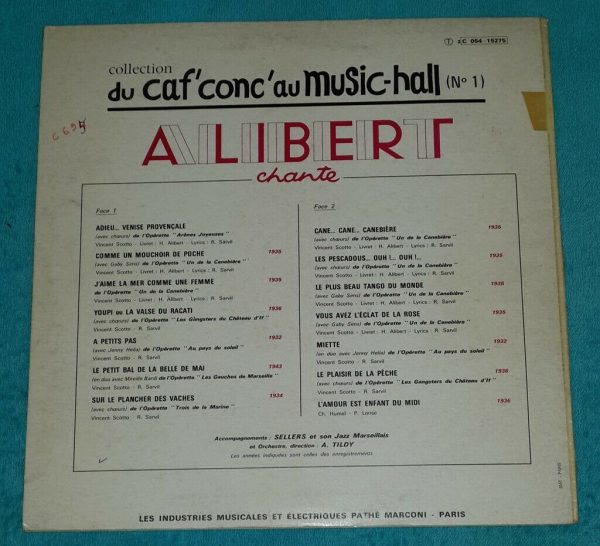 Ⓣ 2C 054-15275
collection
du caf'conc'au music-hall (Nº 1)
C 695
ALIBERT
chante
Face 1
ADIEU.. VENISE PROVENÇALE
(avec chœurs) de l'Opérette "Arènes Joyeuses"
Vincent Scotto - Livret : H. Alibert - Lyrics : R. Sarvil
COMME UN MOUCHOIR DE POCHE 1935
(avec Gaby Sims) de l'Opérette "Un de la Canebière"
Vincent Scotto - Livret : H. Alibert - Lyrics : R. Sarvil
J'AIME LA MER COMME UNE FEMME 1935
de l'Opérette "Un de la Canebière"
Vincent Scotto - Livret : H. Alibert - Lyrics : R. Sarvil
YOUPI ou LA VALSE DU RACATI 1936
(avec chœurs) de l'Opérette "Les Gangsters du Château d'If"
Vincent Scotto - R. Sarvil
A PETITS PAS 1932
(avec Jenny Helia) de l'Opérette "Au pays du soleil"
Vincent Scotto - R. Sarvil
LE PETIT BAL DE LA BELLE DE MAI 1943
(en duo avec Mireille) de l'Opérette "Les Gauchos de Marseille"
Vincent Scotto - R. Sarvil
SUR LE PLANCHER DES VACHES 1934
(avec chœurs) de l'Opérette "Trois de la Marine"
Vincent Scotto - R. Sarvil
Face 2
CANE... CANE... CANEBIÈRE 1935
(avec chœurs) de l'Opérette "Un de la Canebière"
Vincent Scotto - Livret : H. Alibert - Lyrics : R. Sarvil
LES PESCADOUS... OUH !... OUH !... 1935
(avec chœurs) de l'Opérette "Un de la Canebière"
Vincent Scotto - Livret : H. Alibert - Lyrics : R. Sarvil
LE PLUS BEAU TANGO DU MONDE 1935
(avec Gaby Sims) de l'Opérette "Un de la Canebière"
Vincent Scotto - Livret : H. Alibert - Lyrics : R. Sarvil
VOUS AVEZ L'ÉCLAT DE LA ROSE 1935
(avec Gaby Sims) de l'Opérette "Un de la Canebière"
Vincent Scotto - Livret : H. Alibert - Lyrics : R. Sarvil
MIETTE 1932
(en duo avec Jenny Helia) de l'Opérette "Au pays du soleil"
Vincent Scotto - R. Sarvil
LE PLAISIR DE LA PÊCHE 1936
(avec chœurs) de l'Opérette "Les Gangsters du Château d'If"
Vincent Scotto - R. Sarvil
L'AMOUR EST ENFANT DU MIDI 1936
Ch. Humel - P. Lorise
Accompagnements : SELLERS et son Jazz Marseillais
et Orchestre, direction : A. TILDY
Les années indiquées sont celles des enregistrements
LES INDUSTRIES MUSICALES ET ÉLECTRIQUES PATHÉ MARCONI - PARIS